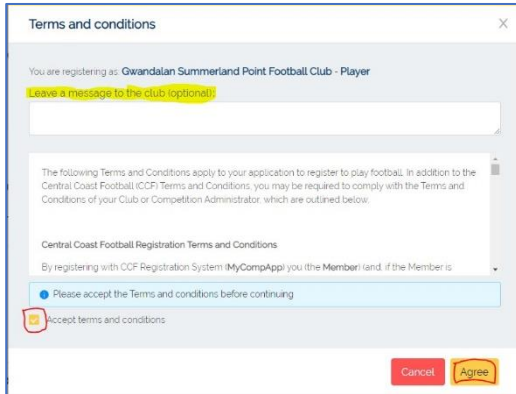 Terms and conditions
You are registering as: Gwandalan Summerland Point Football Club - Player
Leave a message to the club (optional):
The following Terms and Conditions apply to your application to register to play football. In addition to the
Central Coast Football (CCF) Terms and Conditions, you may be required to comply with the Terms and
Conditions of your Club or Competition Administrator, which are outlined below.
Central Coast Football Registration Terms and Conditions
By registering with CCF Registration System (MyCompApp) you (the Member) (and, if the Member is
Please accept the Terms and conditions before continuing
Accept terms and conditions
Cancel
Agree